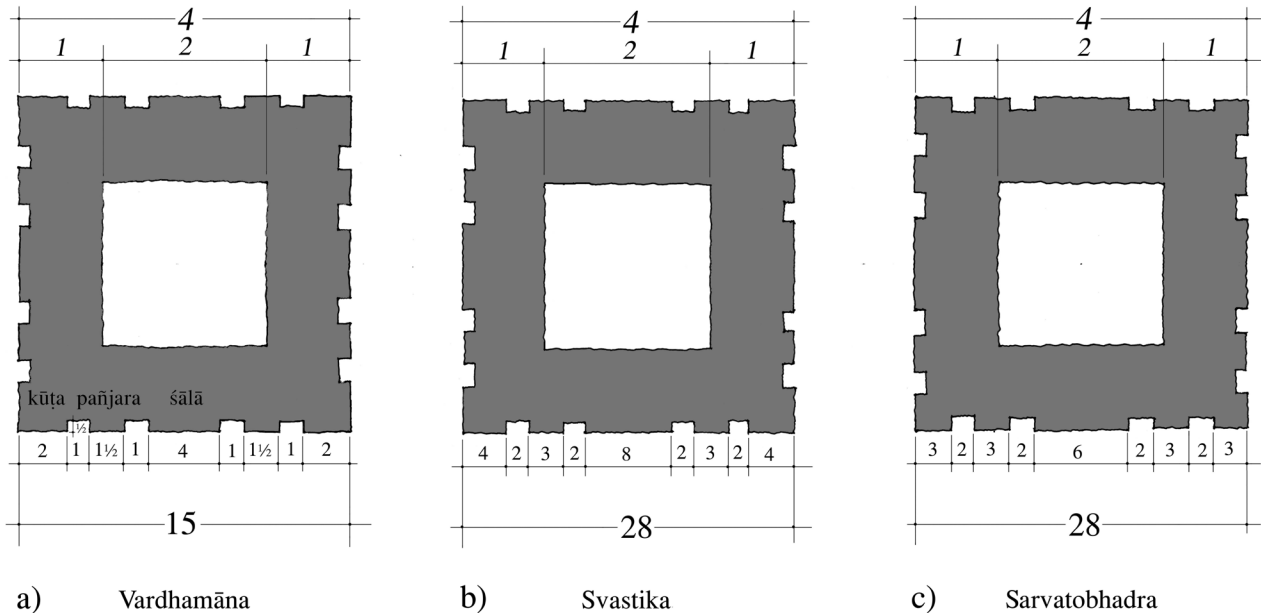 4 4 4
1 2 1 1 2 1 1 2 1
kūṭa pañjara śālā
½
2 1 1½ 1 4 1 1½ 1 2 4 2 3 2 8 2 3 2 4 3 2 3 2 6 2 3 2 3
15 28 28
a) Vardhamāna b) Svastika c) Sarvatobhadra